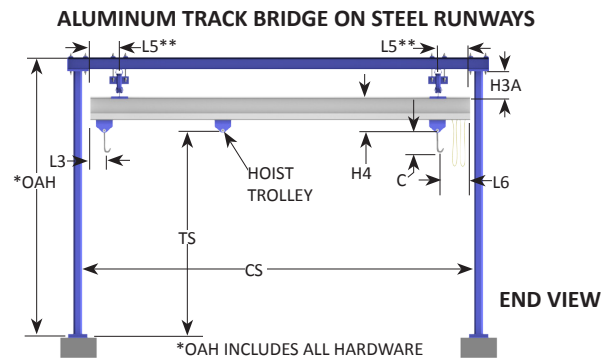 ALUMINUM TRACK BRIDGE ON STEEL RUNWAYS
L5** L5**
H3A
L3
*OAH
HOIST
TROLLEY
H4
C
L6
TS
CS
END VIEW
*OAH INCLUDES ALL HARDWARE